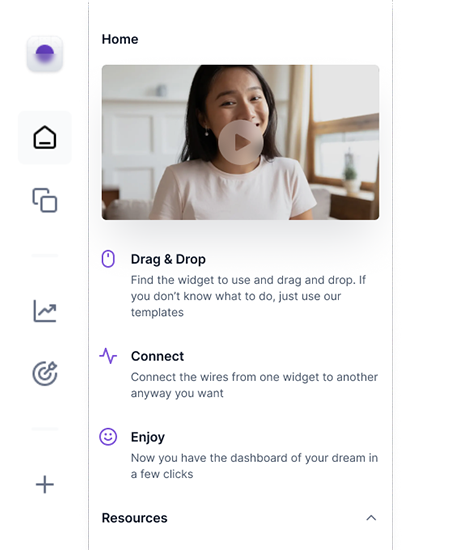 Home
Drag & Drop
Find the widget to use and drag and drop. If
you don’t know what to do, just use our
templates
Connect
Connect the wires from one widget to another
anyway you want
Enjoy
Now you have the dashboard of your dream in
a few clicks
Resources